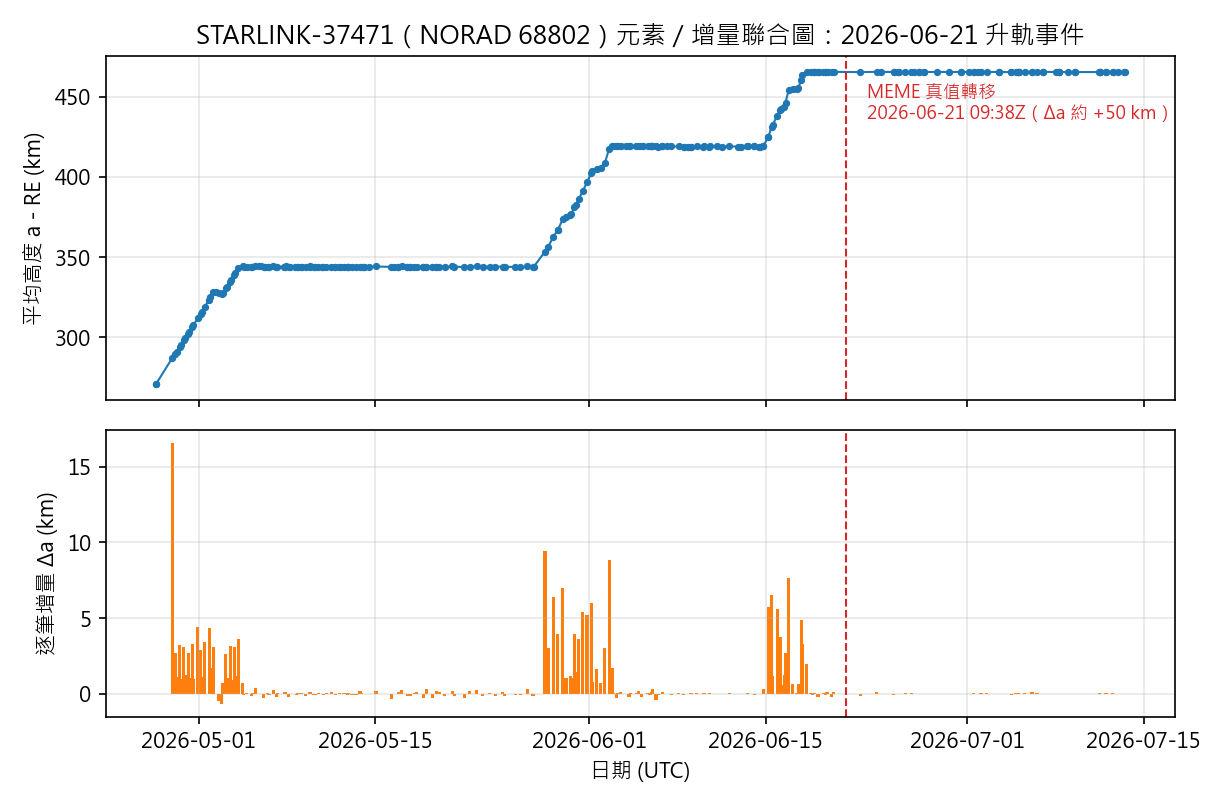 STARLINK-37471（NORAD 68802）元素 / 增量聯合圖：2026-06-21 升軌事件
平均高度 a - RE (km)
450
400
350
300
MEME 真值轉移
2026-06-21 09:38Z（Δa 約 +50 km）
逐筆增量 Δa (km)
15
10
5
0
2026-05-01
2026-05-15
2026-06-01
2026-06-15
2026-07-01
2026-07-15
日期 (UTC)